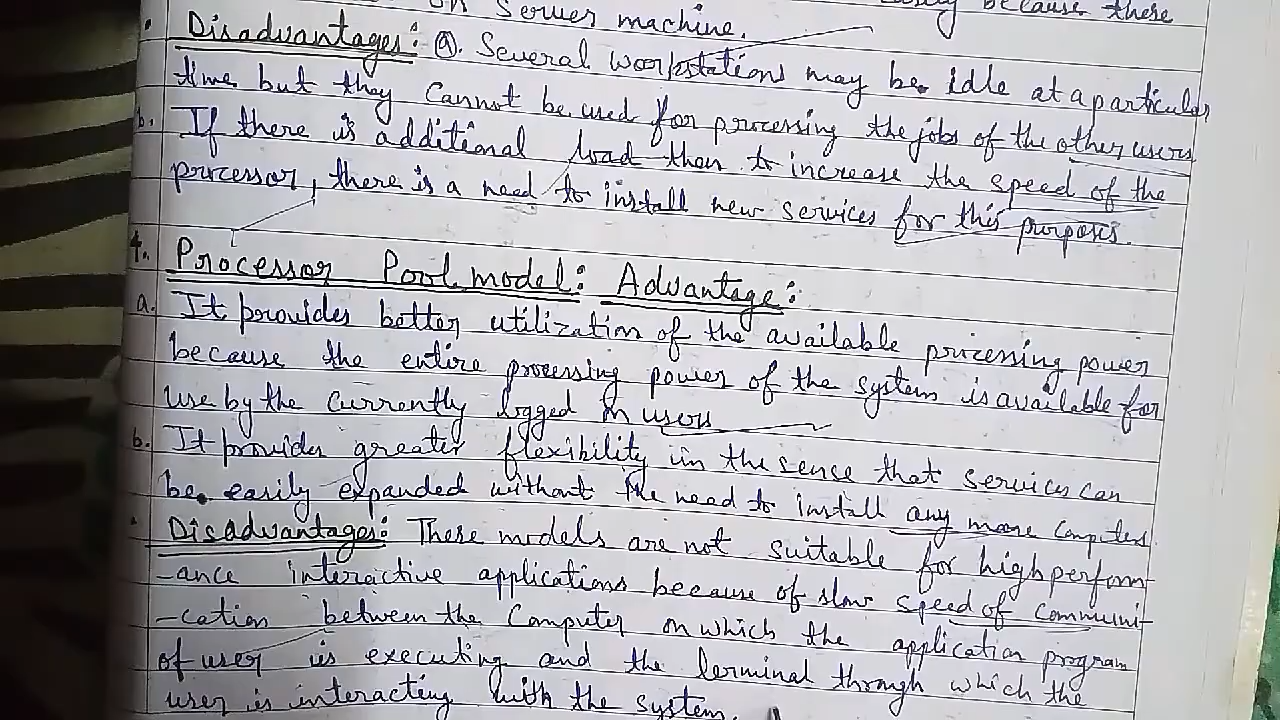 on Server machine. easily because there
• Disadvantages: ⓐ. Several workstations may be idle at a particular
time but they cannot be used for processing the jobs of the other users
b. If there is additional load then to increase the speed of the
processor, there is a need to install new services for this purposes.
4. Processor Pool model: Advantage:
a. It provides better utilization of the available processing power
because the entire processing power of the system is available for
use by the currently logged in users
b. It provides greater flexibility in the sense that services can
be easily expanded without the need to install any more computers.
• Disadvantages: These models are not suitable for high perform-
-ance interactive applications because of slow speed of communi-
-cation between the Computer on which the application program
of user is executing and the terminal through which the
user is interacting with the system.